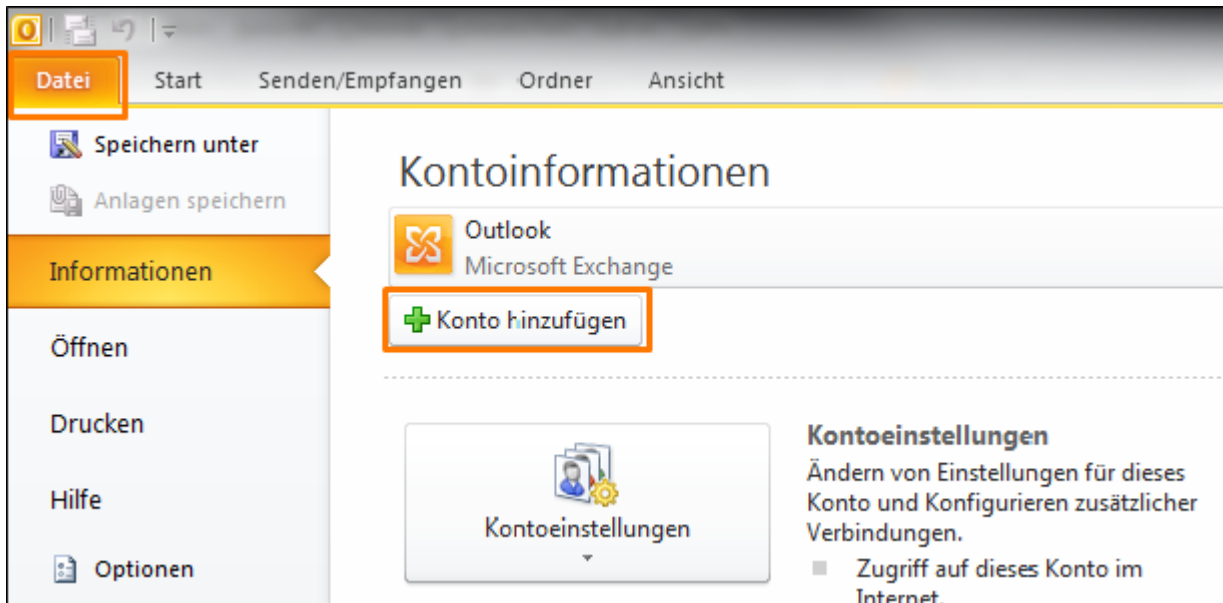 Datei Start Senden/Empfangen Ordner Ansicht
Speichern unter
Anlagen speichern
Informationen
Öffnen
Drucken
Hilfe
Optionen
Kontoinformationen
Outlook
Microsoft Exchange
Konto hinzufügen
Kontoeinstellungen
Kontoeinstellungen
Ändern von Einstellungen für dieses
Konto und Konfigurieren zusätzlicher
Verbindungen.
Zugriff auf dieses Konto im
Internet.